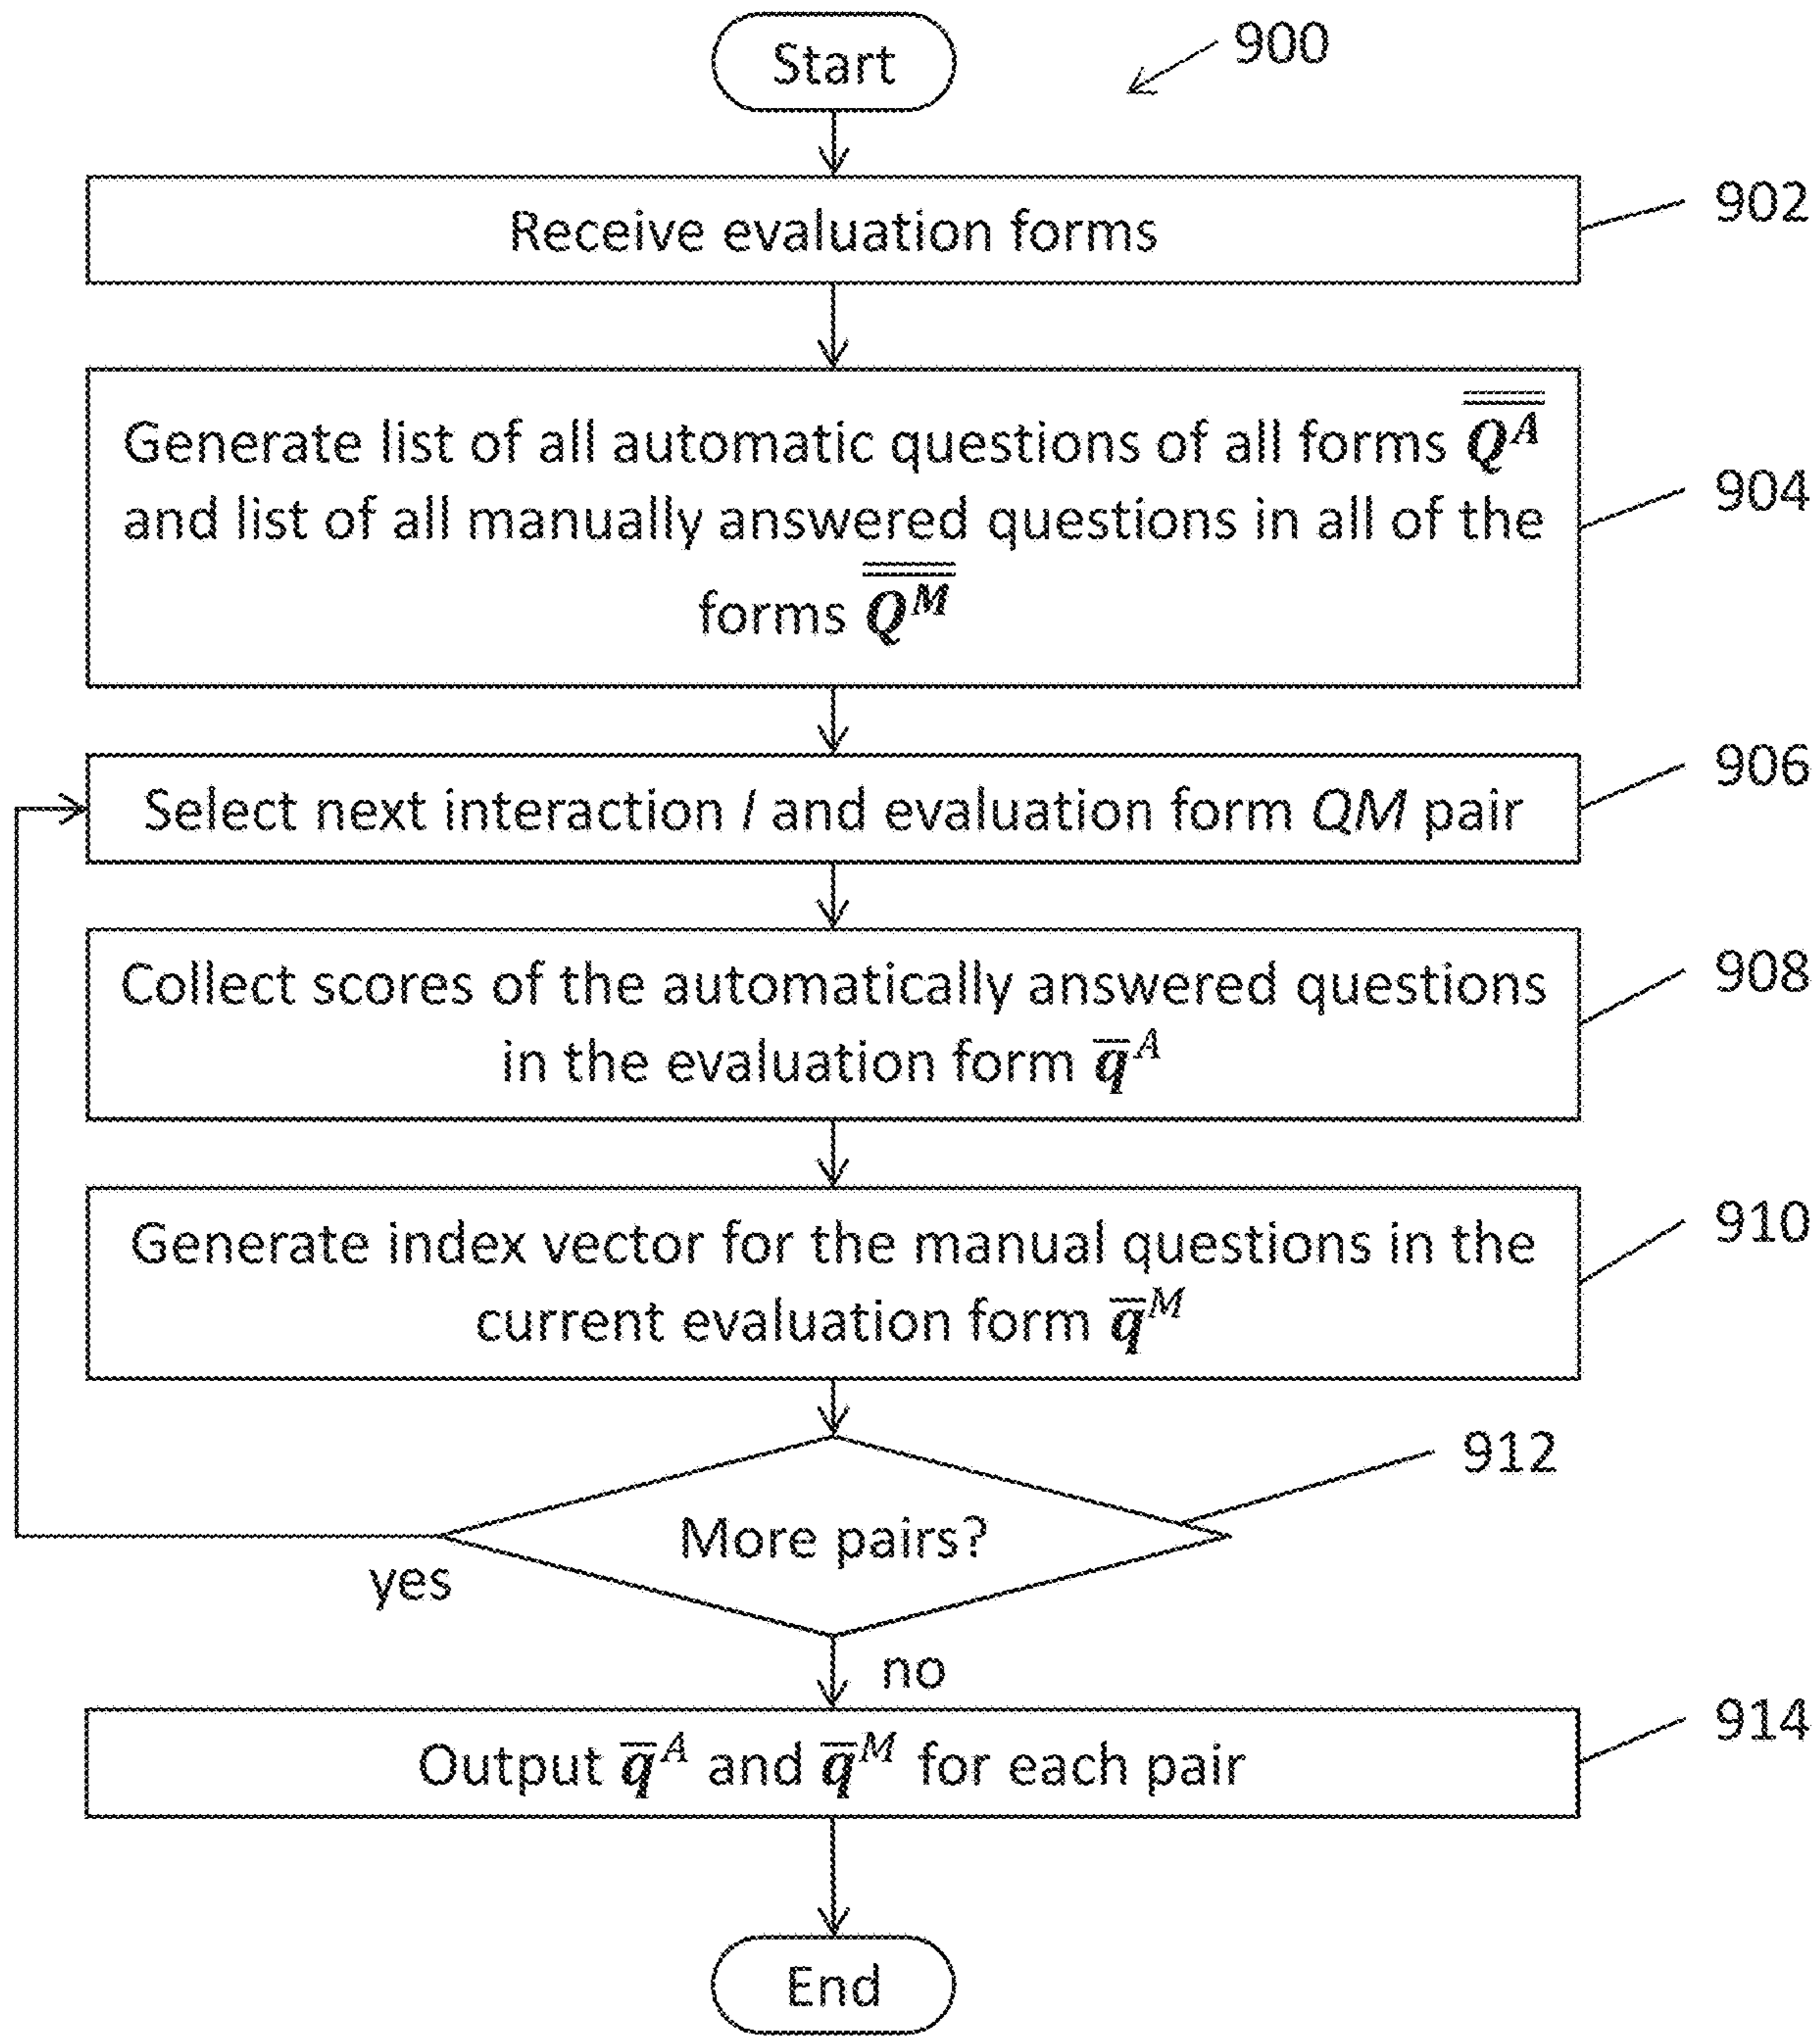 Start
900
Receive evaluation forms
902
Generate list of all automatic questions of all forms Q̿ᴬ
and list of all manually answered questions in all of the
forms Q̿ᴹ
904
Select next interaction I and evaluation form QM pair
906
Collect scores of the automatically answered questions
in the evaluation form q̅ᴬ
908
Generate index vector for the manual questions in the
current evaluation form q̅ᴹ
910
More pairs?
912
yes
no
Output q̅ᴬ and q̅ᴹ for each pair
914
End